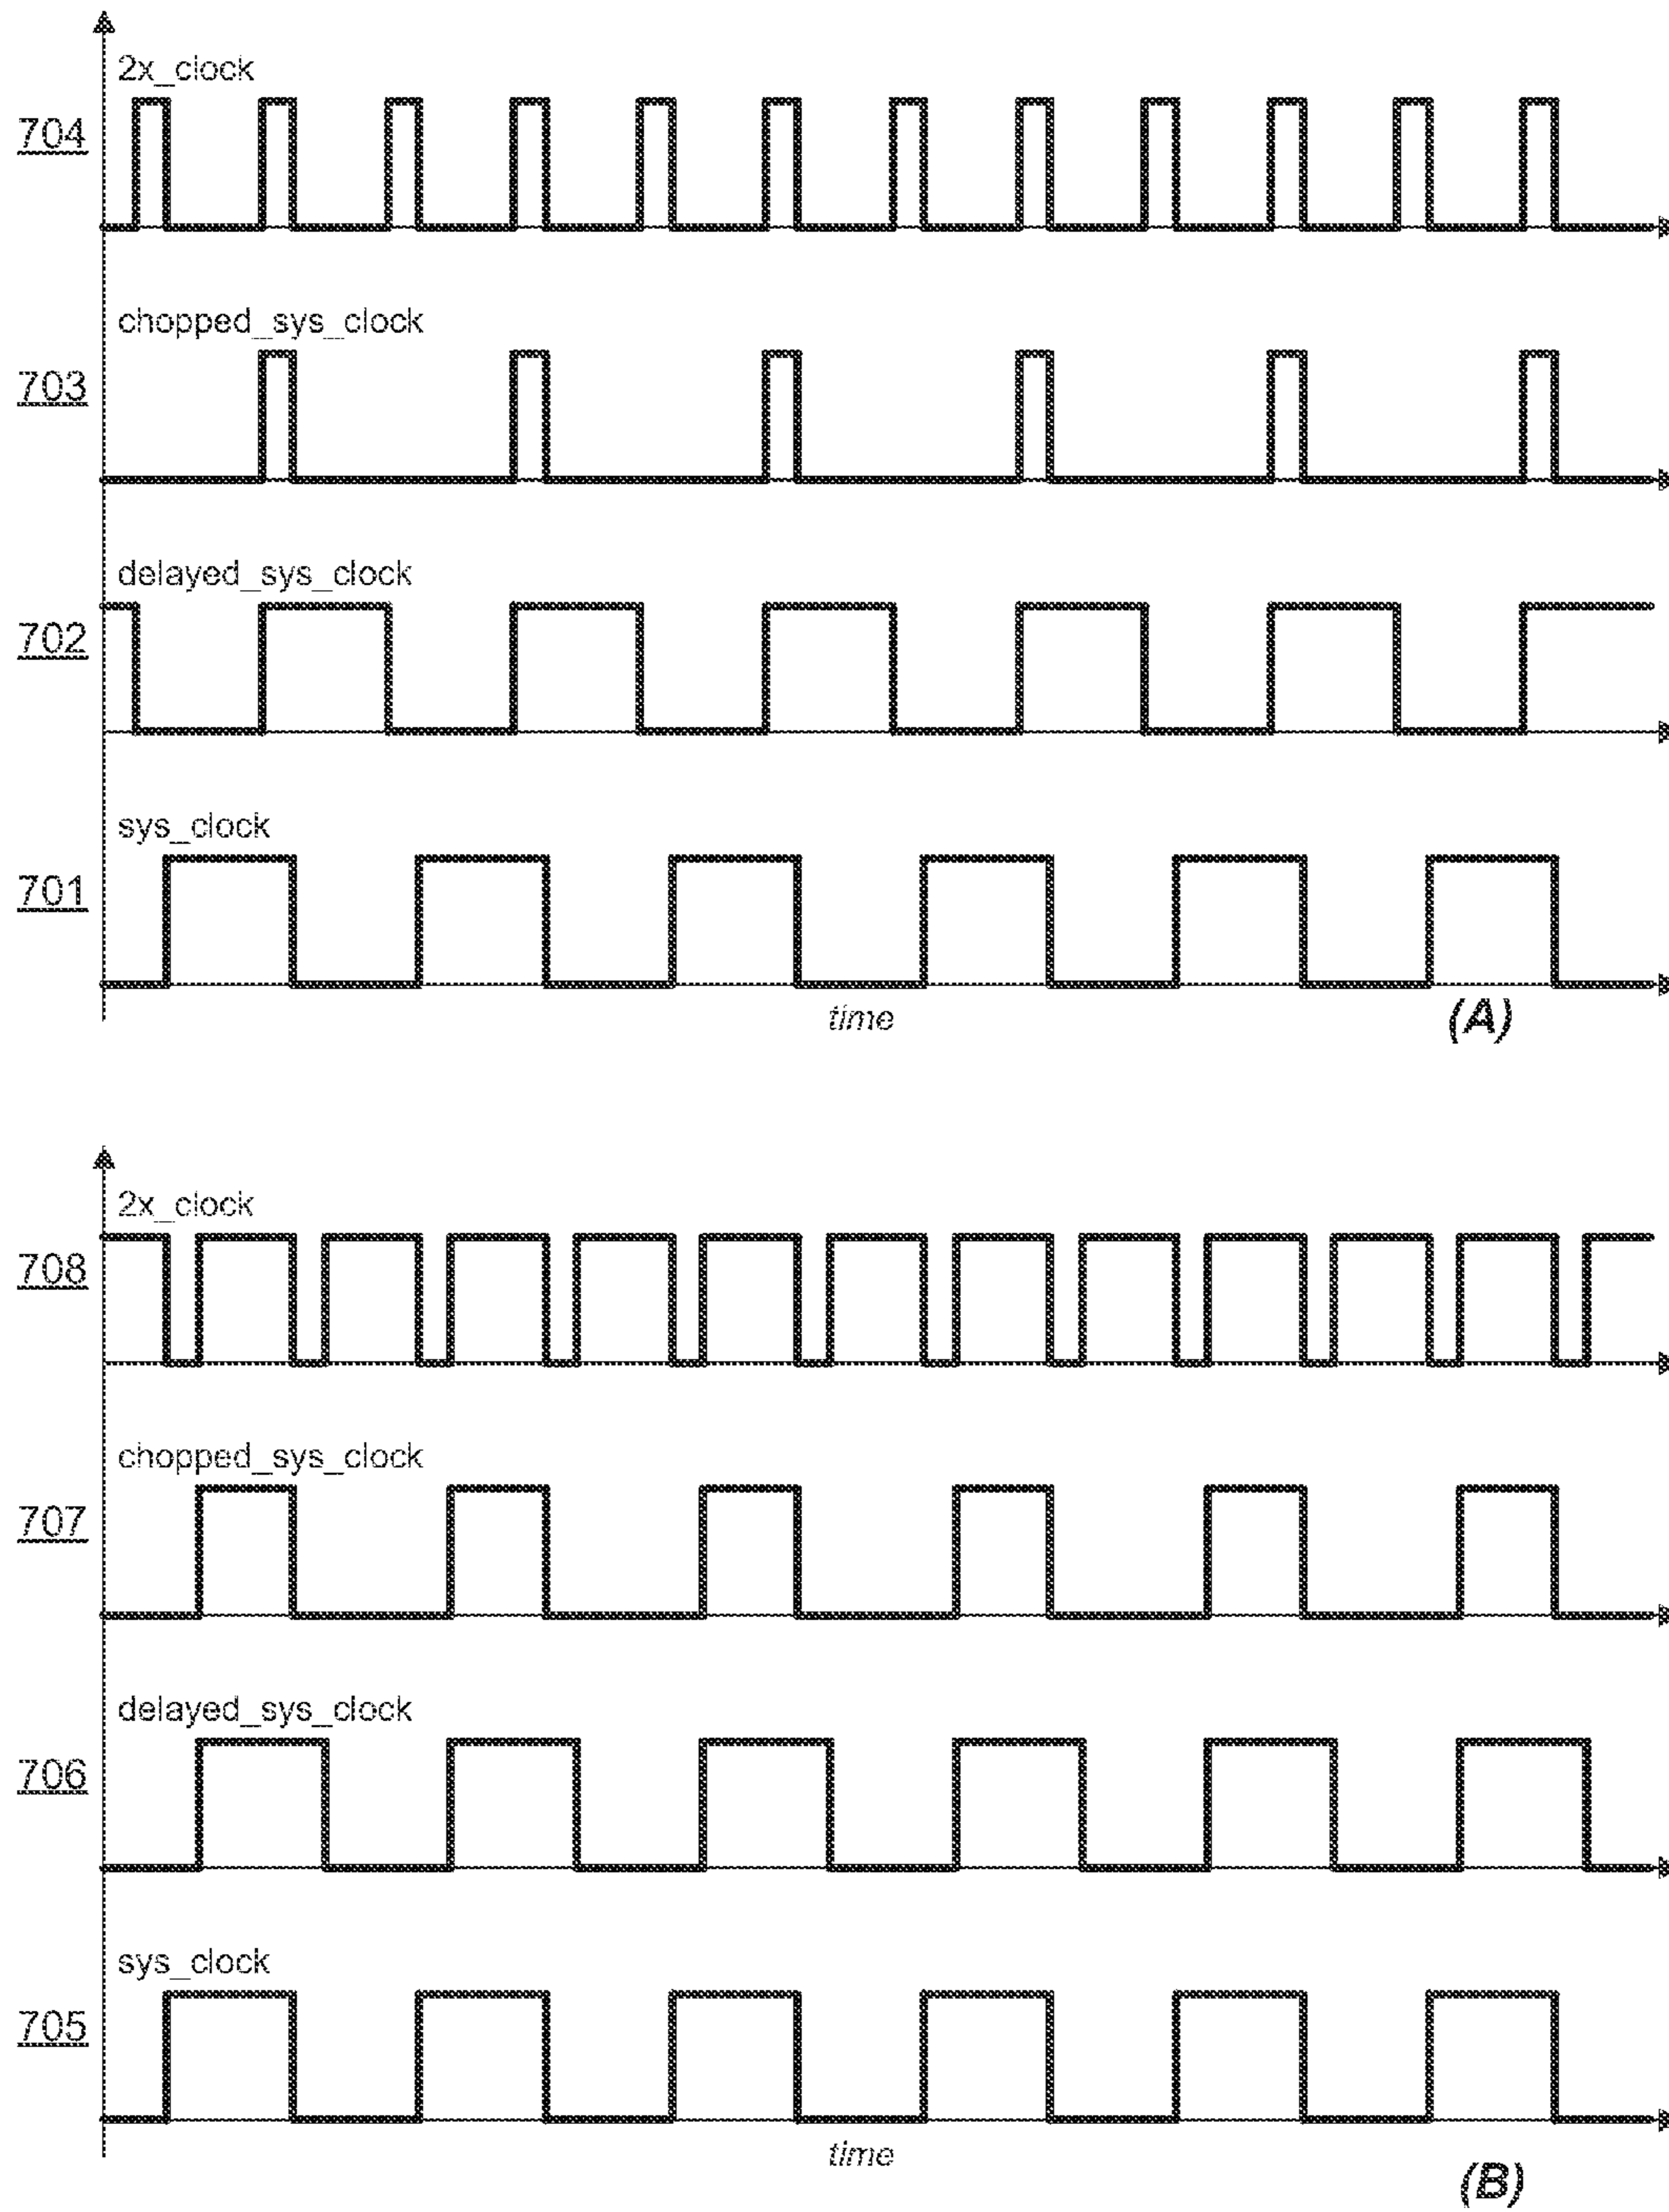 2x_clock
704
chopped_sys_clock
703
delayed_sys_clock
702
sys_clock
701
time
(A)
2x_clock
708
chopped_sys_clock
707
delayed_sys_clock
706
sys_clock
705
time
(B)